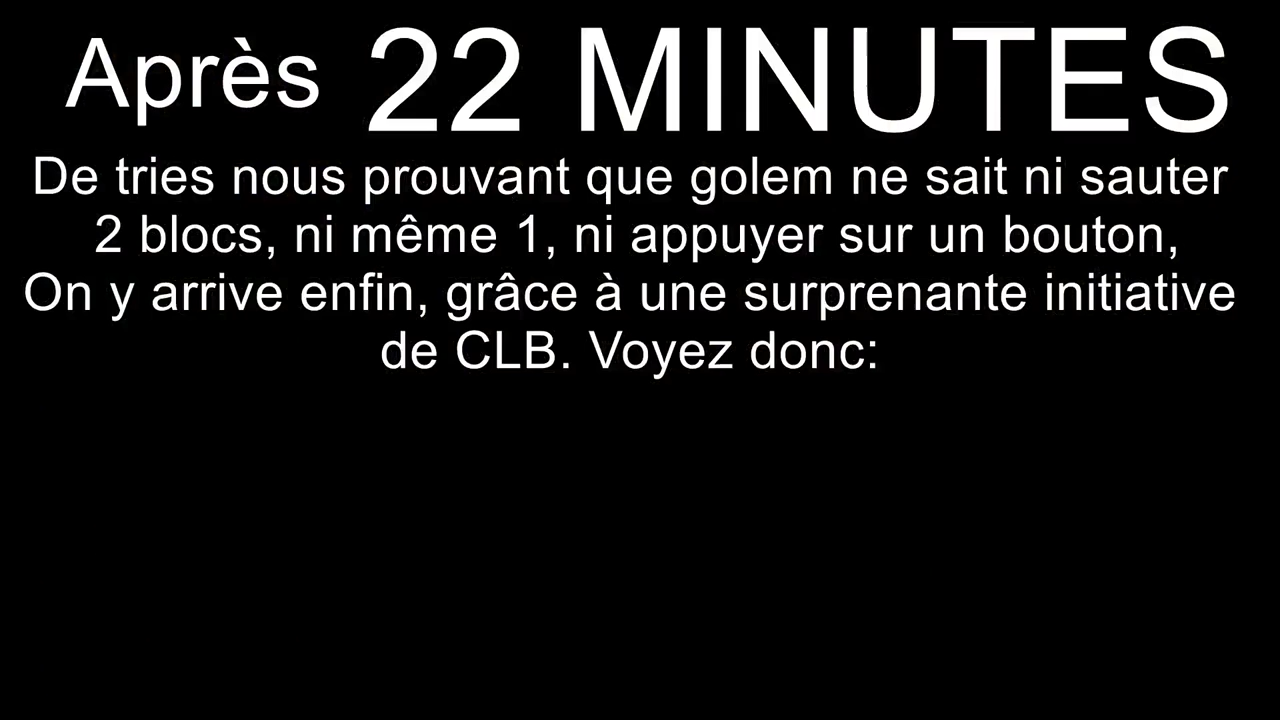 Après 22 MINUTES
De tries nous prouvant que golem ne sait ni sauter
2 blocs, ni même 1, ni appuyer sur un bouton,
On y arrive enfin, grâce à une surprenante initiative
de CLB. Voyez donc: